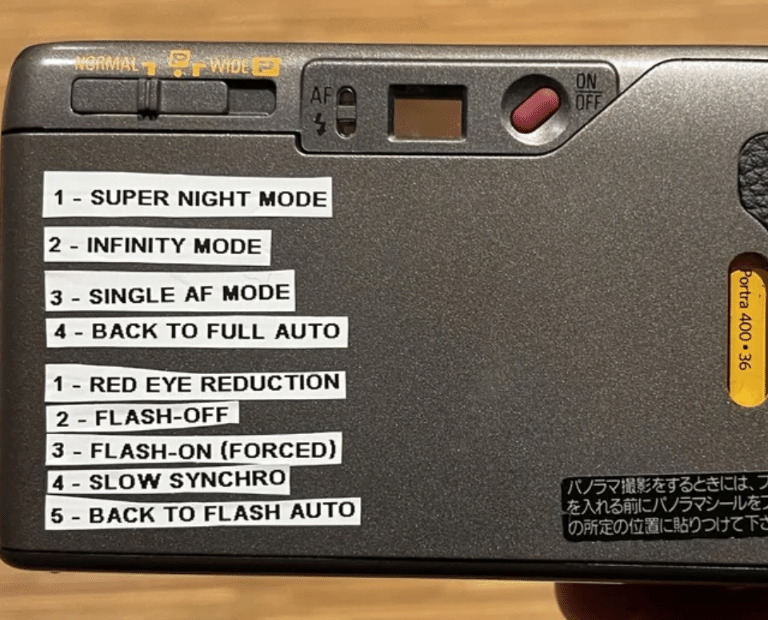 NORMAL WIDE P
AF
ON
OFF
1 - SUPER NIGHT MODE
2 - INFINITY MODE
3 - SINGLE AF MODE
4 - BACK TO FULL AUTO
1 - RED EYE REDUCTION
2 - FLASH-OFF
3 - FLASH-ON (FORCED)
4 - SLOW SYNCHRO
5 - BACK TO FLASH AUTO
Portra 400 • 36
パノラマ撮影をするときには、フ
を入れる前にパノラマシールをフ
の所定の位置に貼りつけて下さ